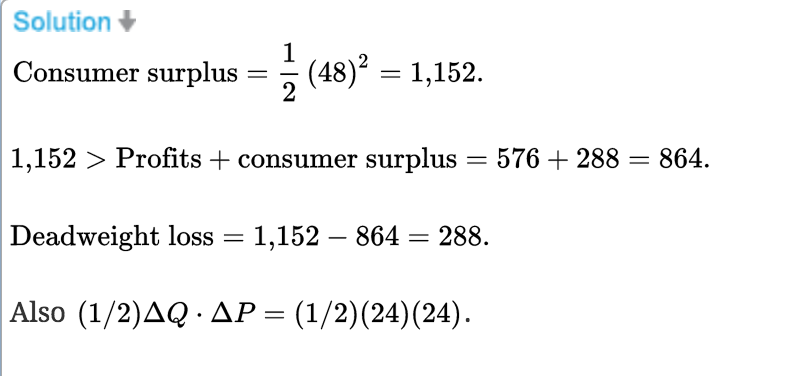 Solution
Consumer surplus = 1/2 (48)² = 1,152.
1,152 > Profits + consumer surplus = 576 + 288 = 864.
Deadweight loss = 1,152 − 864 = 288.
Also (1/2)ΔQ · ΔP = (1/2)(24)(24).